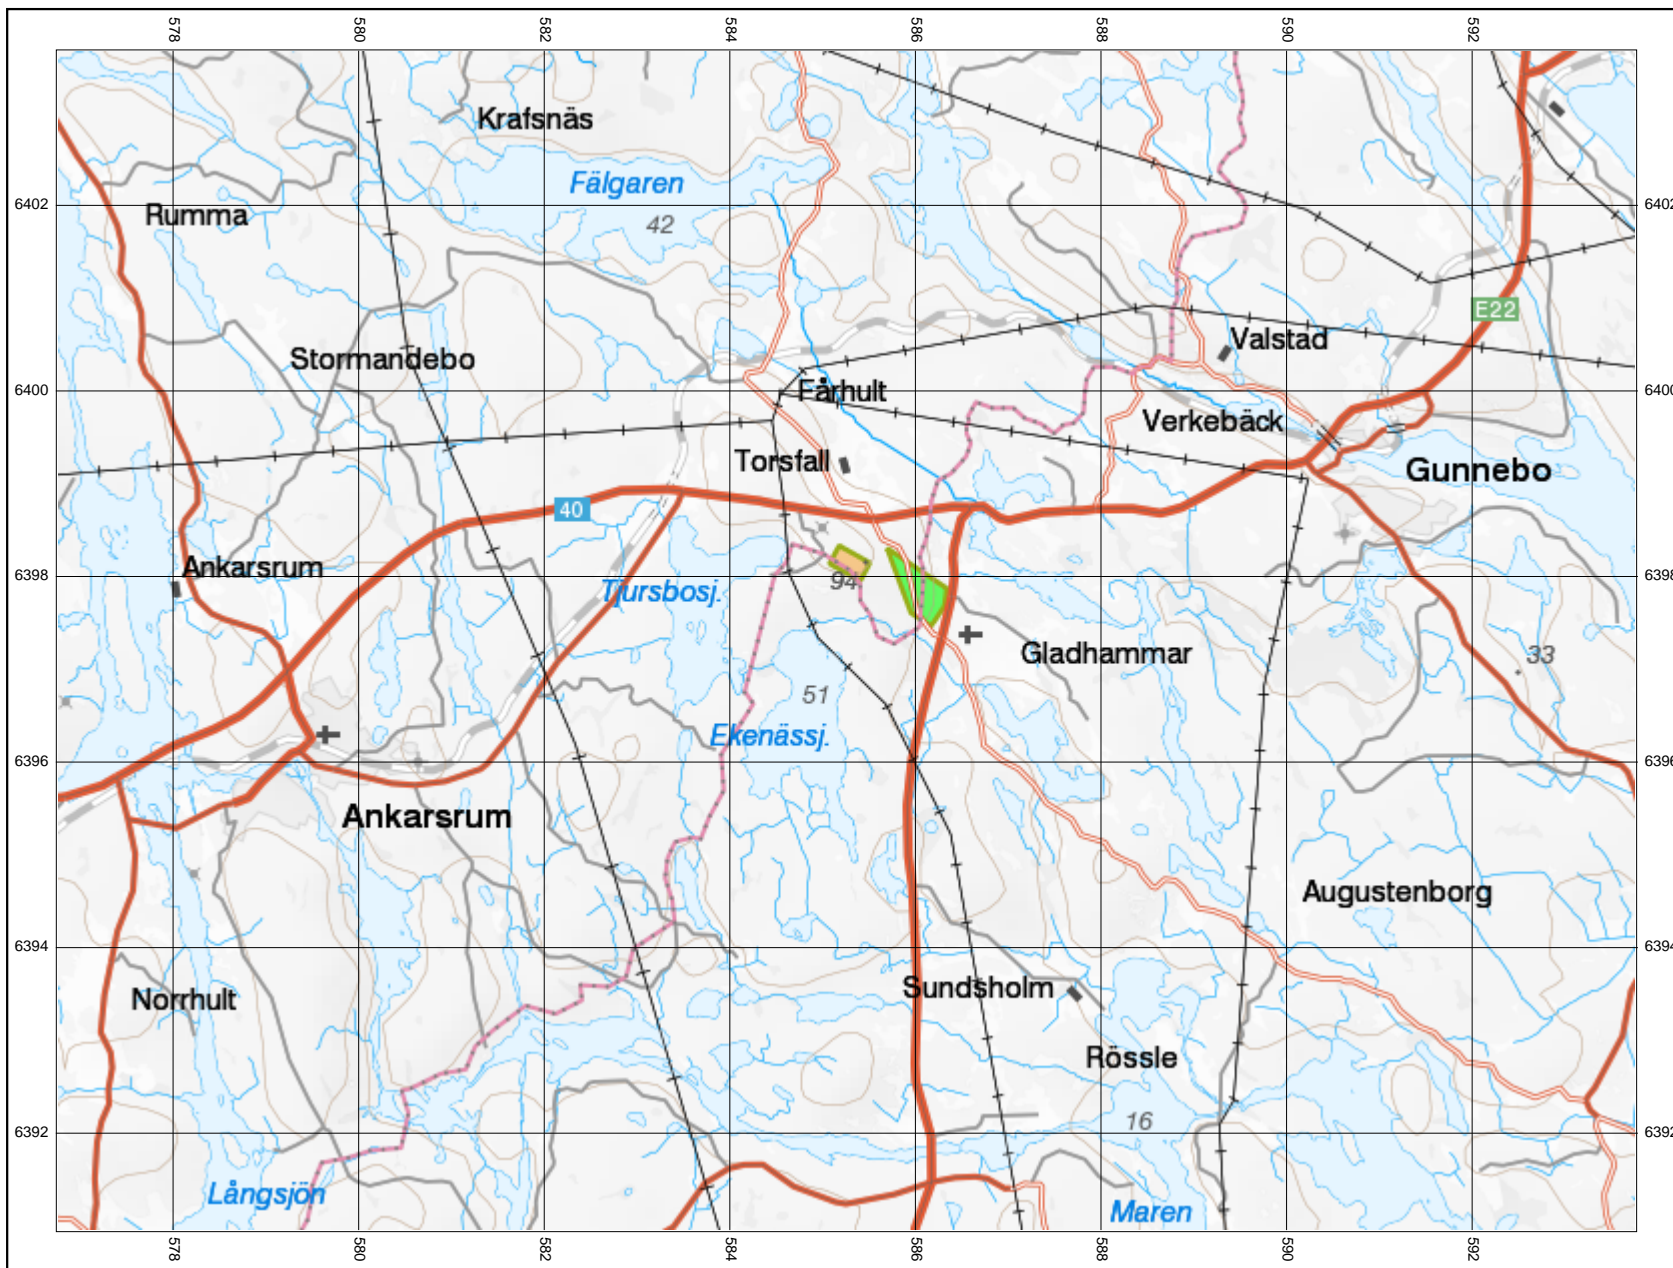 578 580 582 584 586 588 590 592
Krafsnäs
Fälgaren
6402 6402
Rumma
42
E22
Valstad
Stormandebo
6400 6400
Fårhult
Verkebäck
Torsfall
Gunnebo
40
Ankarsrum
6398 6398
94
Tjursbosj.
Gladhammar
33
51
Ekenässj.
6396 6396
Ankarsrum
Augustenborg
6394 6394
Sundsholm
Norrhult
Rössle
16
6392 6392
Långsjön
Maren
578 580 582 584 586 588 590 592